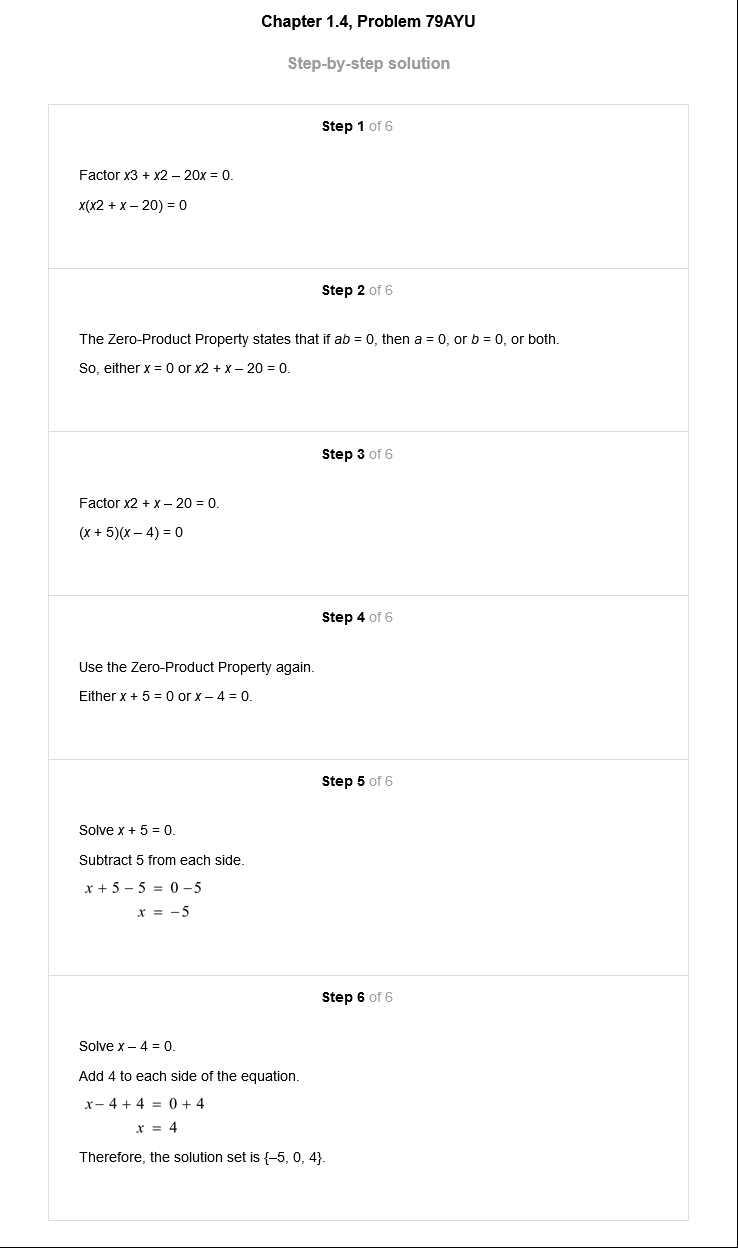 Chapter 1.4, Problem 79AYU
Step-by-step solution
Step 1 of 6
Factor x3 + x2 – 20x = 0.
x(x2 + x – 20) = 0
Step 2 of 6
The Zero-Product Property states that if ab = 0, then a = 0, or b = 0, or both.
So, either x = 0 or x2 + x – 20 = 0.
Step 3 of 6
Factor x2 + x – 20 = 0.
(x + 5)(x – 4) = 0
Step 4 of 6
Use the Zero-Product Property again.
Either x + 5 = 0 or x – 4 = 0.
Step 5 of 6
Solve x + 5 = 0.
Subtract 5 from each side.
x + 5 − 5 = 0 −5
x = −5
Step 6 of 6
Solve x – 4 = 0.
Add 4 to each side of the equation.
x− 4 + 4 = 0 + 4
x = 4
Therefore, the solution set is {–5, 0, 4}.